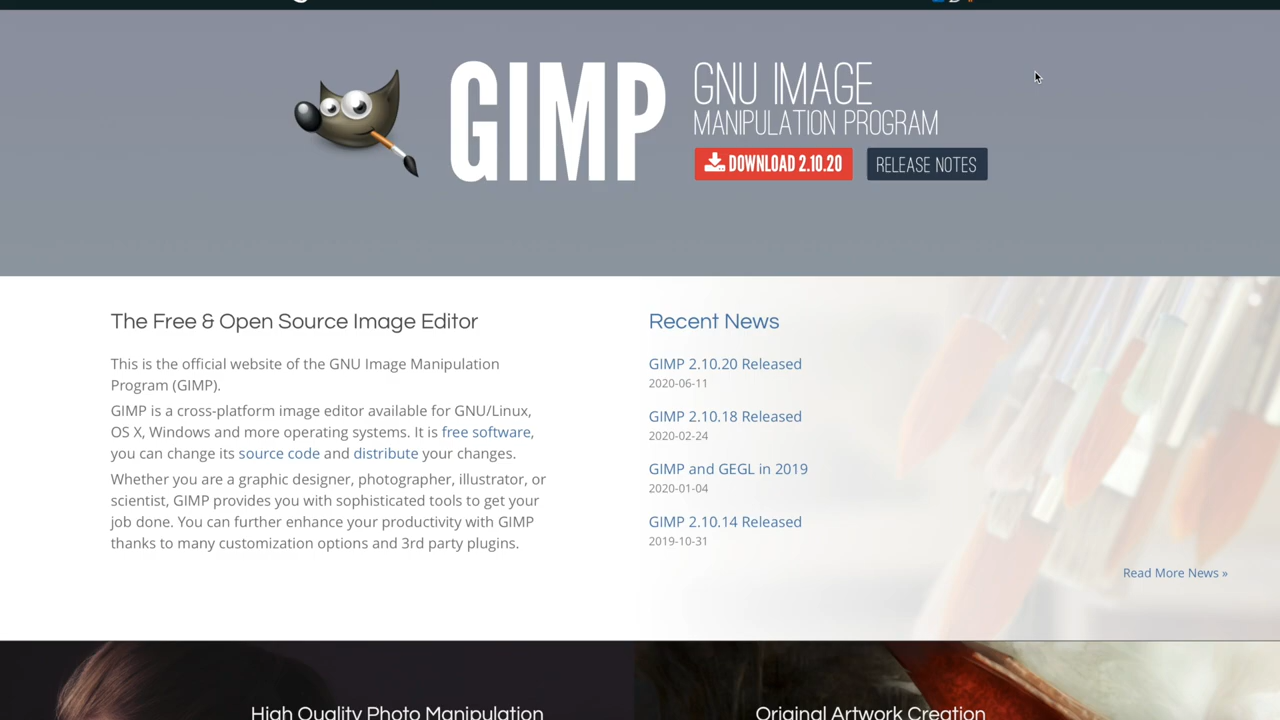 GIMP
GNU IMAGE
MANIPULATION PROGRAM
DOWNLOAD 2.10.20
RELEASE NOTES
The Free & Open Source Image Editor
This is the official website of the GNU Image Manipulation
Program (GIMP).
GIMP is a cross-platform image editor available for GNU/Linux,
OS X, Windows and more operating systems. It is free software,
you can change its source code and distribute your changes.
Whether you are a graphic designer, photographer, illustrator, or
scientist, GIMP provides you with sophisticated tools to get your
job done. You can further enhance your productivity with GIMP
thanks to many customization options and 3rd party plugins.
Recent News
GIMP 2.10.20 Released
2020-06-11
GIMP 2.10.18 Released
2020-02-24
GIMP and GEGL in 2019
2020-01-04
GIMP 2.10.14 Released
2019-10-31
Read More News »
High Quality Photo Manipulation
Original Artwork Creation